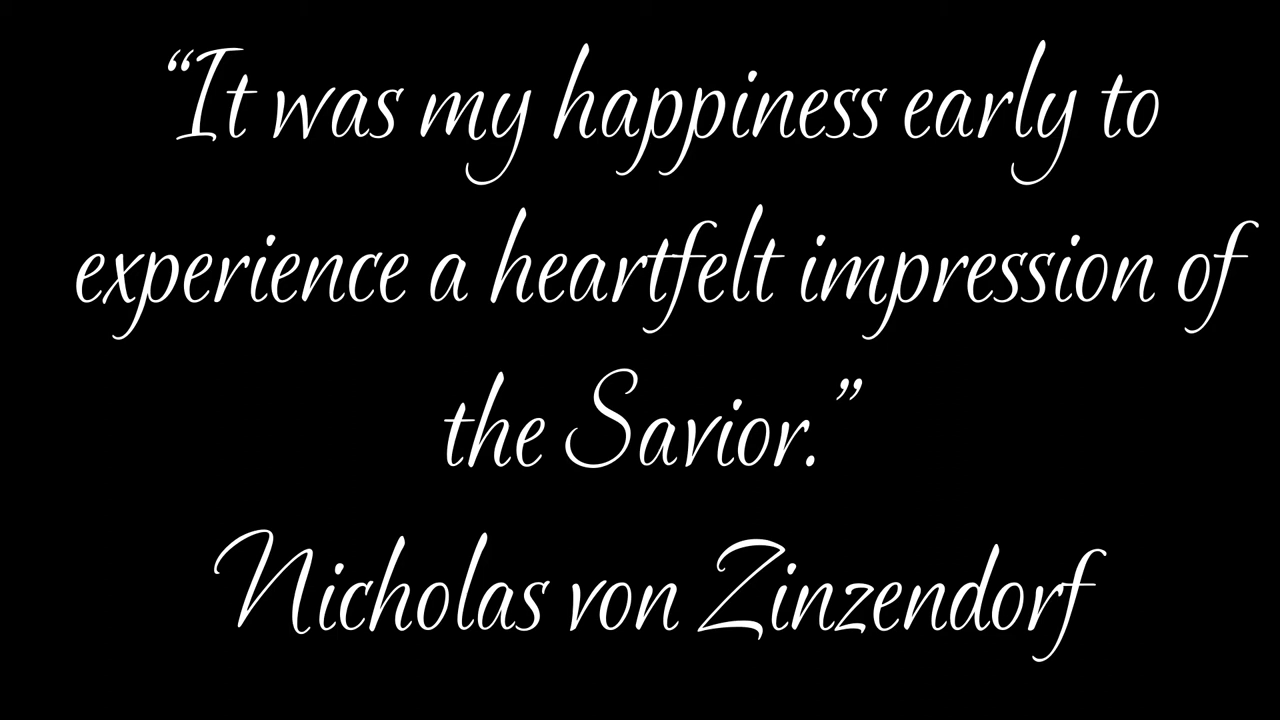 “It was my happiness early to
experience a heartfelt impression of
the Savior.”
Nicholas von Zinzendorf